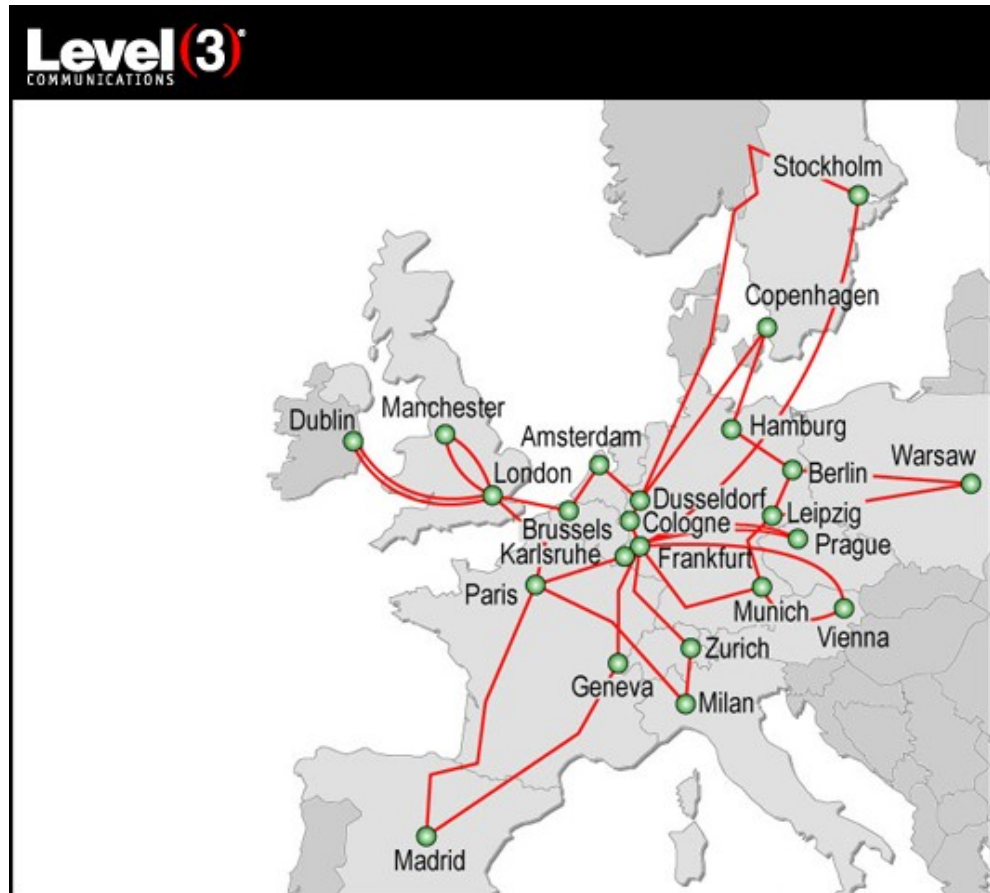 Level(3)®
COMMUNICATIONS
Stockholm
Copenhagen
Dublin
Manchester
Hamburg
Amsterdam
Warsaw
Berlin
London
Dusseldorf
Leipzig
Brussels
Cologne
Prague
Karlsruhe
Frankfurt
Paris
Munich
Vienna
Zurich
Geneva
Milan
Madrid